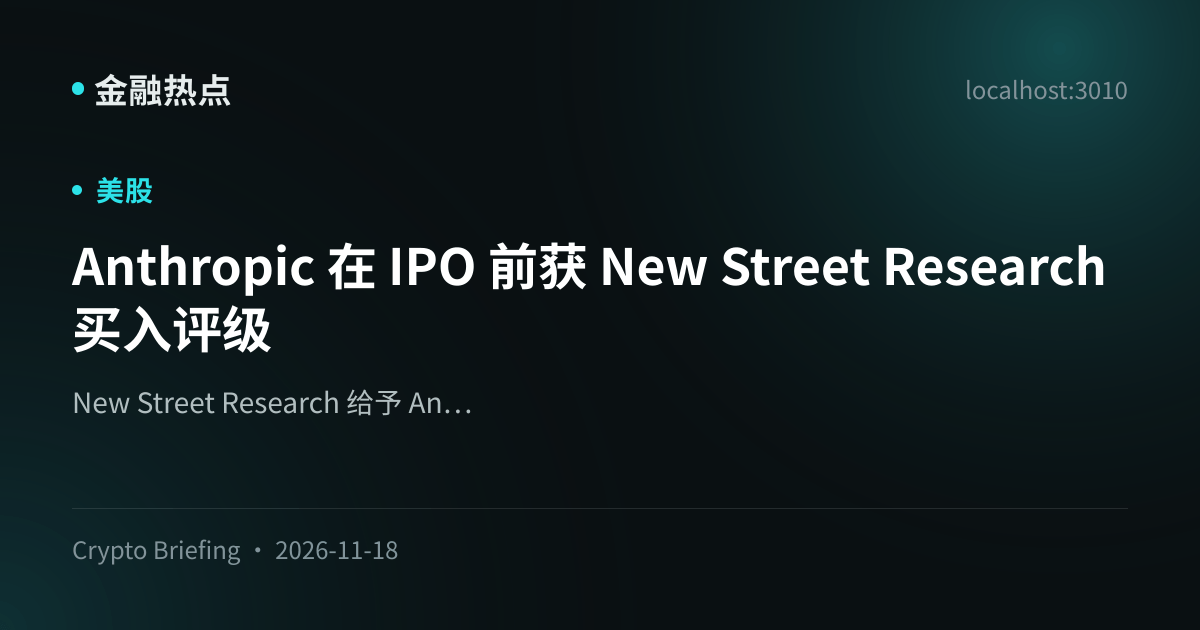 金融热点
localhost:3010
美股
Anthropic 在 IPO 前获 New Street Research
买入评级
New Street Research 给予 An…
Crypto Briefing · 2026-11-18